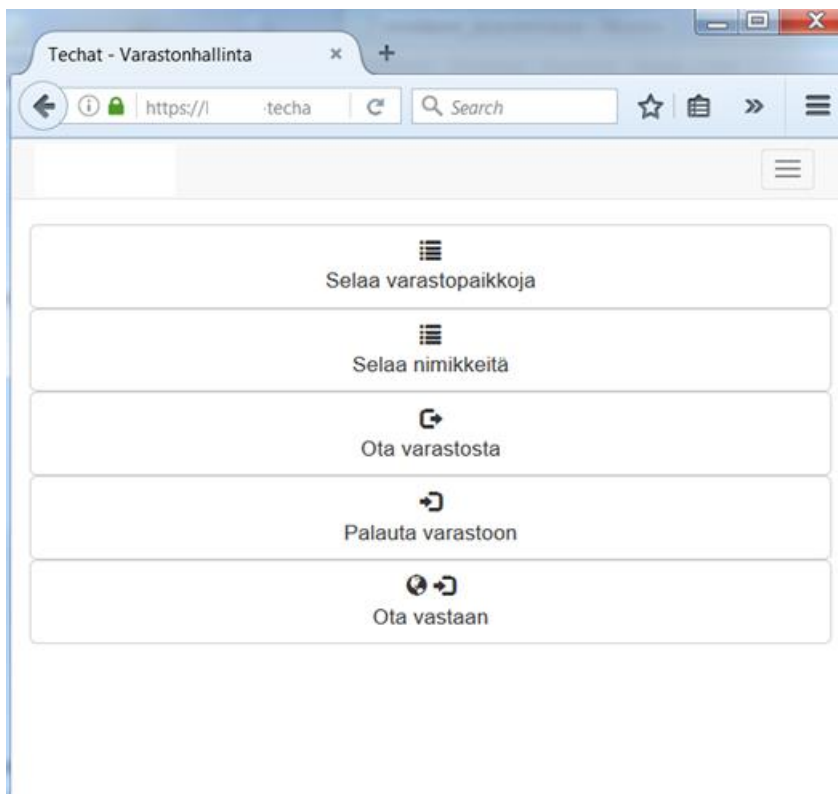 Techat - Varastonhallinta
https://l ·techa
Search
Selaa varastopaikkoja
Selaa nimikkeitä
Ota varastosta
Palauta varastoon
Ota vastaan